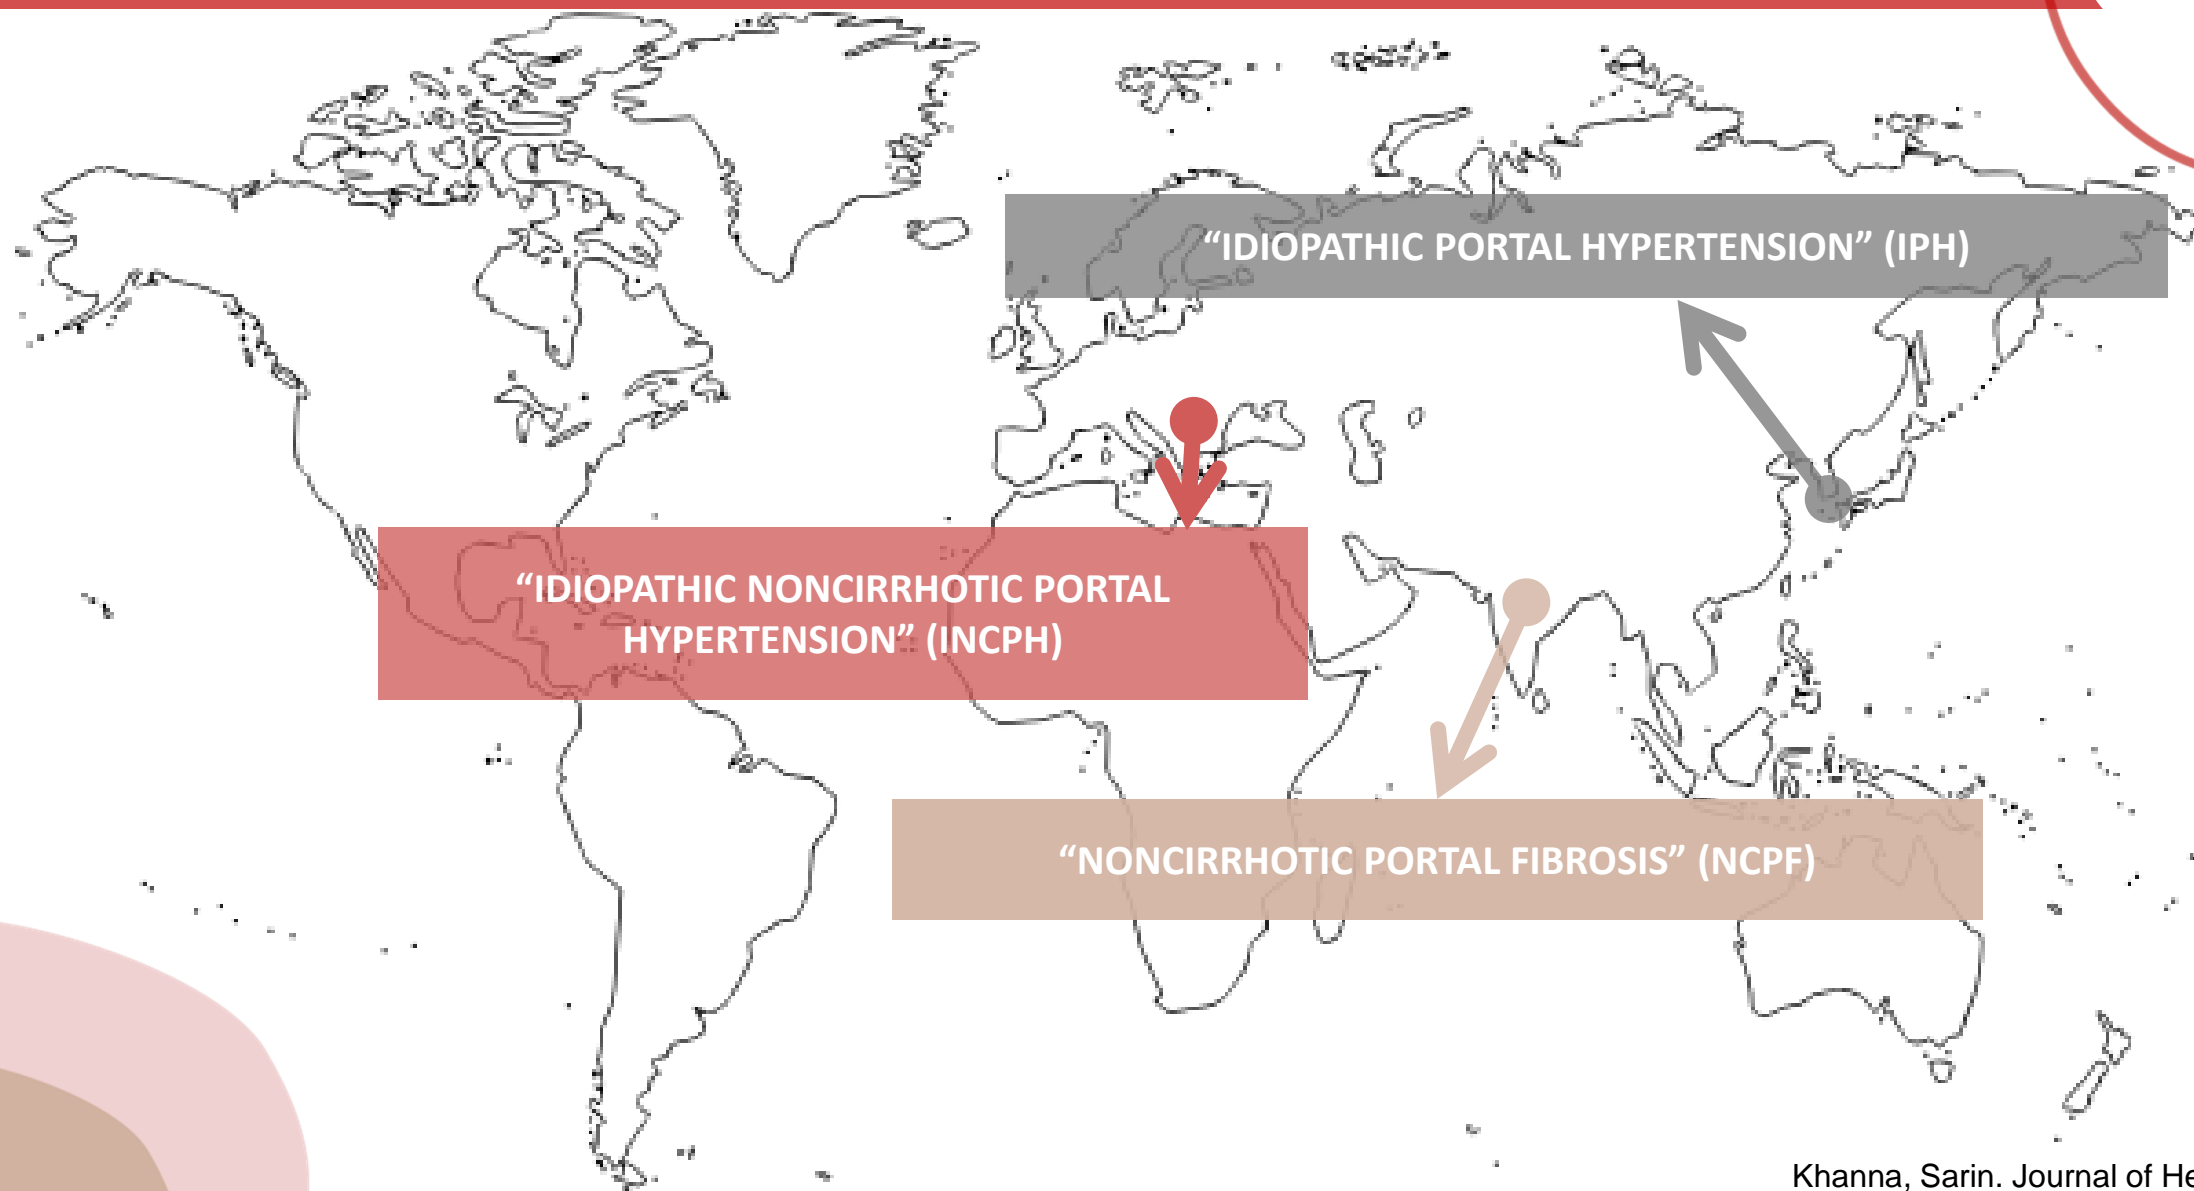 “IDIOPATHIC PORTAL HYPERTENSION” (IPH)
“IDIOPATHIC NONCIRRHOTIC PORTAL
HYPERTENSION” (INCPH)
“NONCIRRHOTIC PORTAL FIBROSIS” (NCPF)
Khanna, Sarin. Journal of He